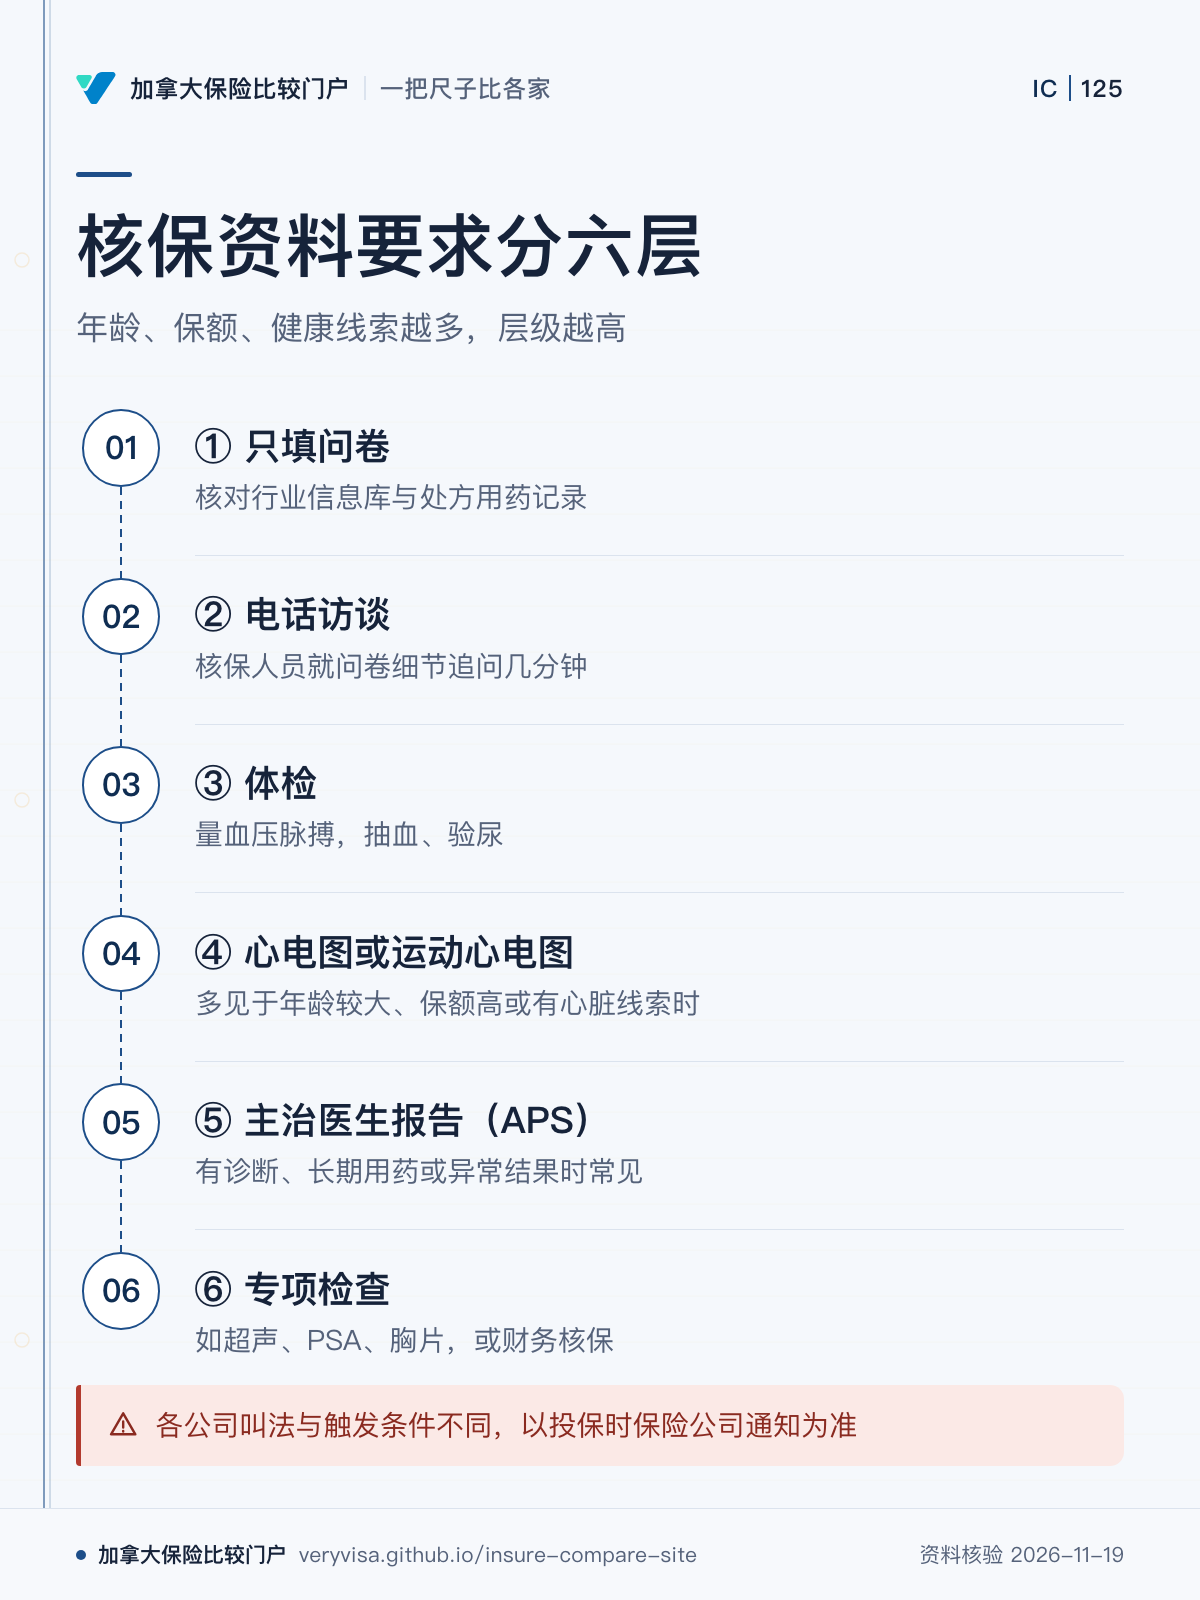 加拿大保险比较门户 一把尺子比各家 IC 125
核保资料要求分六层
年龄、保额、健康线索越多，层级越高
01 ① 只填问卷
核对行业信息库与处方用药记录
02 ② 电话访谈
核保人员就问卷细节追问几分钟
03 ③ 体检
量血压脉搏，抽血、验尿
04 ④ 心电图或运动心电图
多见于年龄较大、保额高或有心脏线索时
05 ⑤ 主治医生报告（APS）
有诊断、长期用药或异常结果时常见
06 ⑥ 专项检查
如超声、PSA、胸片，或财务核保
各公司叫法与触发条件不同，以投保时保险公司通知为准
加拿大保险比较门户 veryvisa.github.io/insure-compare-site 资料核验 2026-11-19